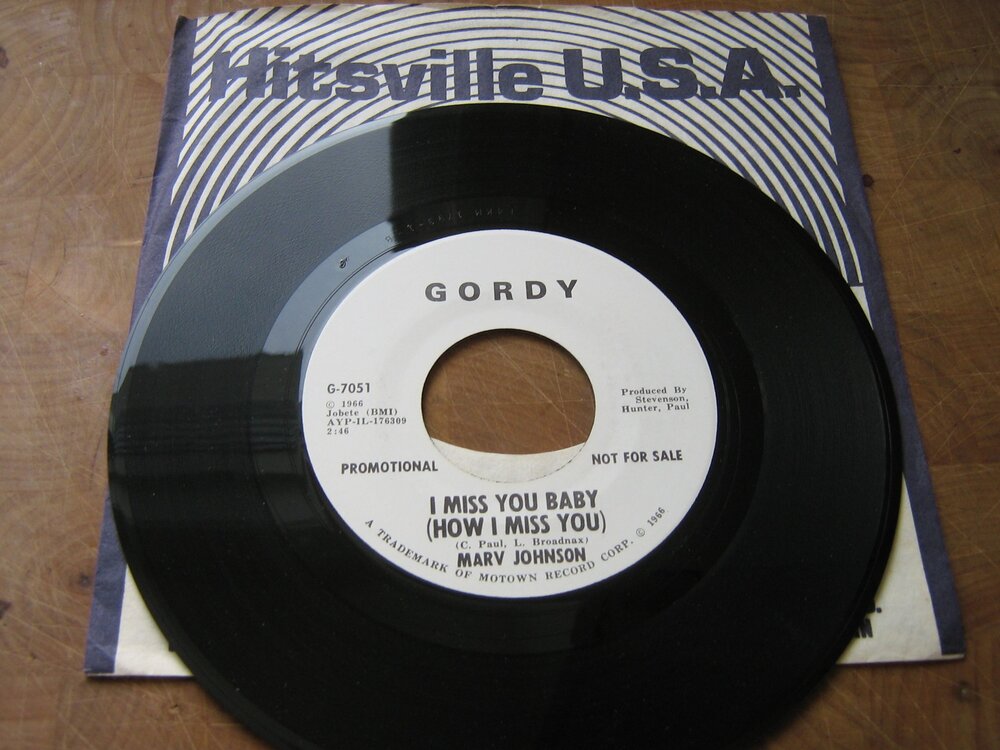 Hitsville U.S.A.
GORDY
G-7051
© 1966
Jobete (BMI)
AYP-IL-176309
2:46
Produced By
Stevenson,
Hunter, Paul
PROMOTIONAL
NOT FOR SALE
I MISS YOU BABY
(HOW I MISS YOU)
(C. Paul, L. Broadnax)
MARV JOHNSON
A TRADEMARK OF MOTOWN RECORD CORP. © 1966